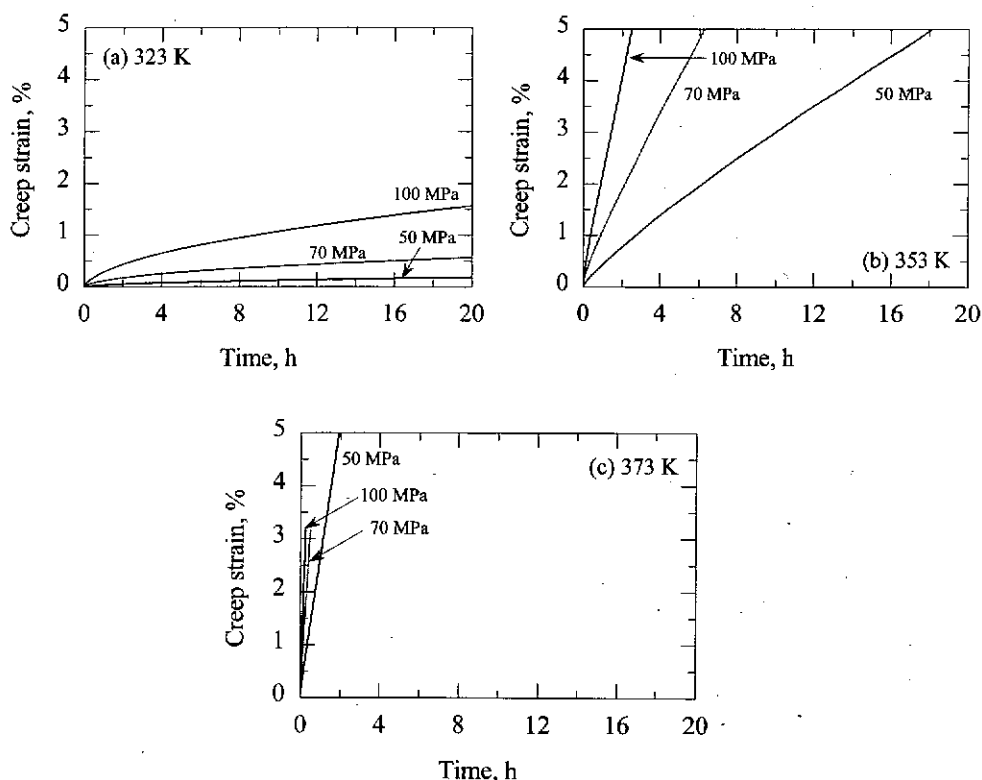 5
4
3
2
1
0
Creep strain, %
(a) 323 K
100 MPa
50 MPa
70 MPa
0 4 8 12 16 20
Time, h
5
4
3
2
1
0
Creep strain, %
100 MPa
70 MPa
50 MPa
(b) 353 K
0 4 8 12 16 20
Time, h
5
4
3
2
1
0
Creep strain, %
50 MPa
(c) 373 K
100 MPa
70 MPa
0 4 8 12 16 20
Time, h